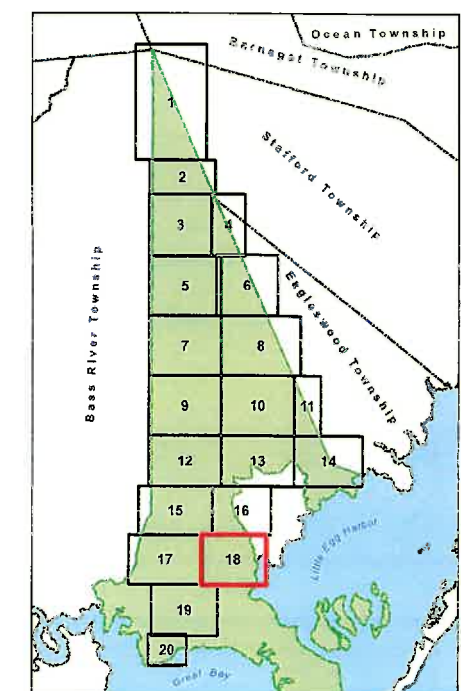 Ocean Township
Barnegat Township
Stafford Township
Eagleswood Township
Bass River Township
1
2
3 4
5 6
7 8
9 10 11
12 13 14
15 16
17 18
19
20
Little Egg Harbor
Great Bay